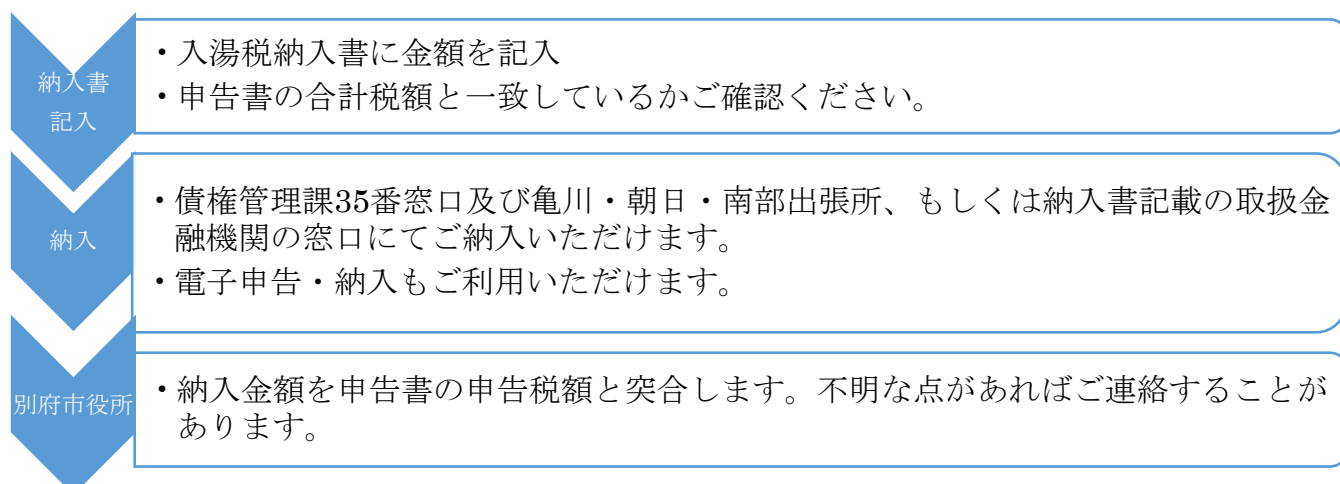 納入書
記入
・入湯税納入書に金額を記入
・申告書の合計税額と一致しているかご確認ください。
納入
・債権管理課35番窓口及び亀川・朝日・南部出張所、もしくは納入書記載の取扱金
融機関の窓口にてご納入いただけます。
・電子申告・納入もご利用いただけます。
別府市役所
・納入金額を申告書の申告税額と突合します。不明な点があればご連絡することが
あります。